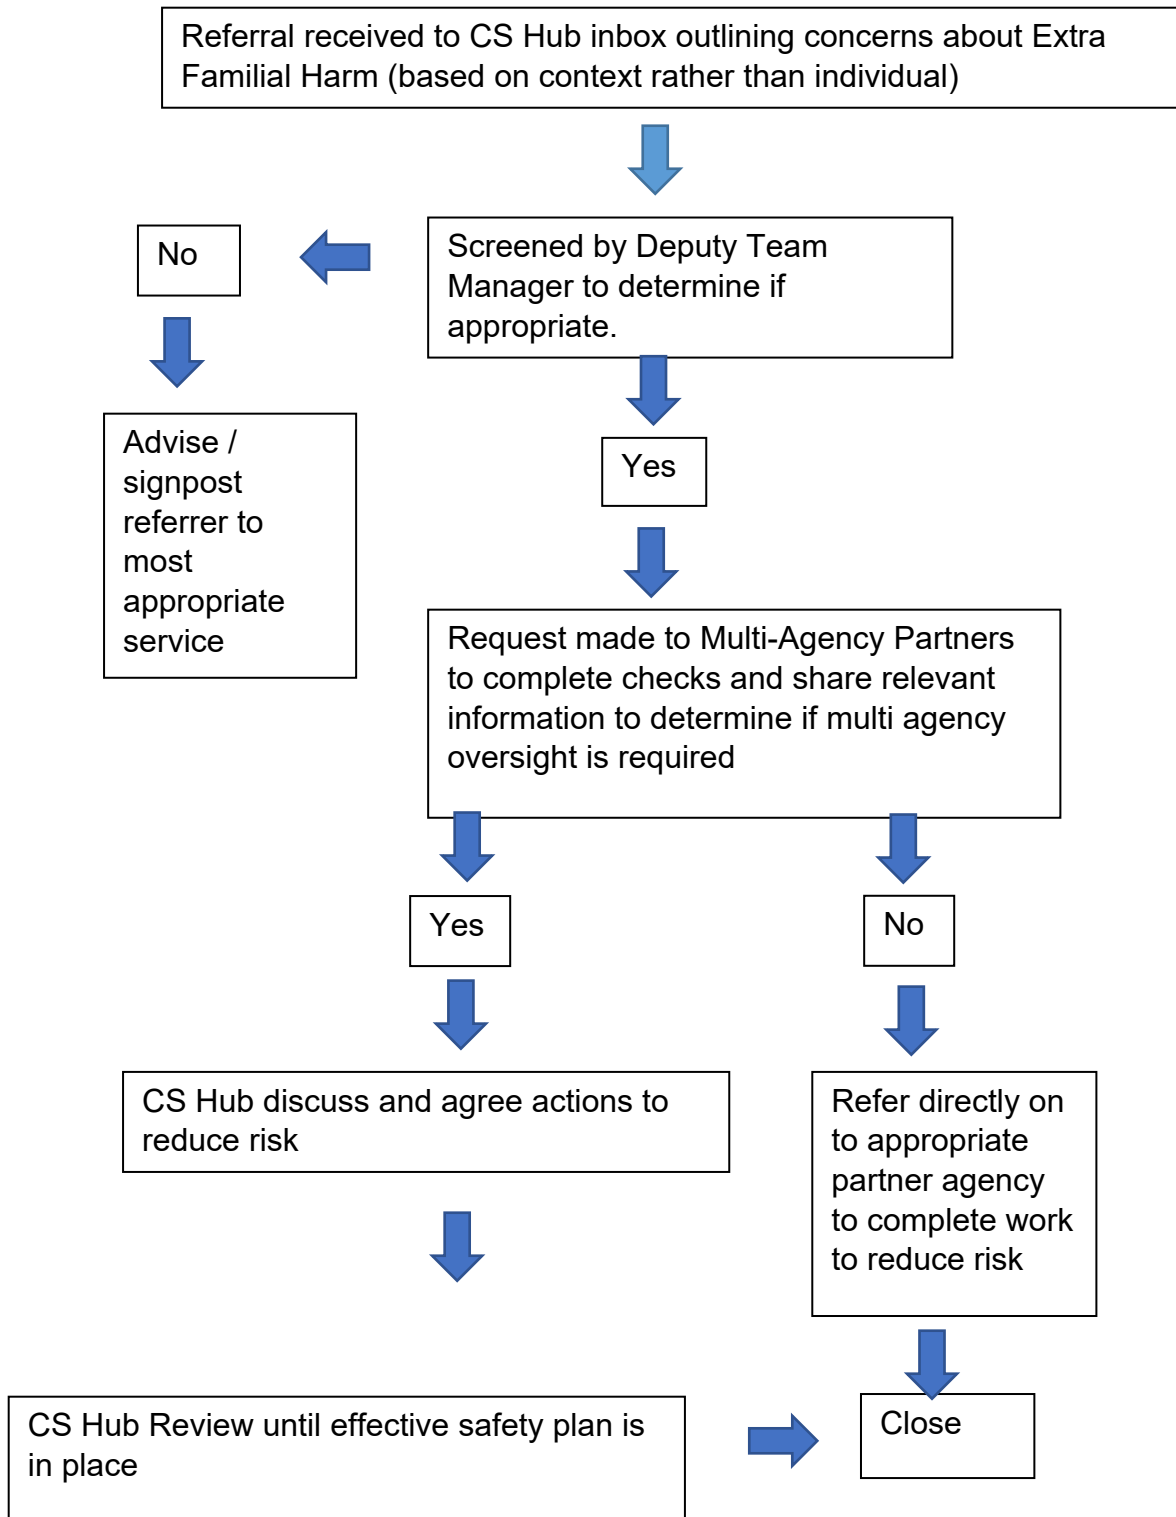 Referral received to CS Hub inbox outlining concerns about Extra
Familial Harm (based on context rather than individual)
No
Screened by Deputy Team
Manager to determine if
appropriate.
Advise /
signpost
referrer to
most
appropriate
service
Yes
Request made to Multi-Agency Partners
to complete checks and share relevant
information to determine if multi agency
oversight is required
Yes
No
CS Hub discuss and agree actions to
reduce risk
Refer directly on
to appropriate
partner agency
to complete work
to reduce risk
CS Hub Review until effective safety plan is
in place
Close